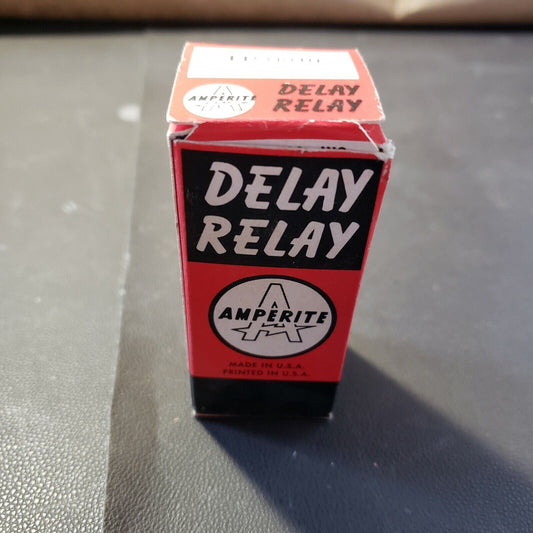 AMPERITE
DELAY
RELAY
DELAY
RELAY
AMPERITE
MADE IN U.S.A.
PRINTED IN U.S.A.